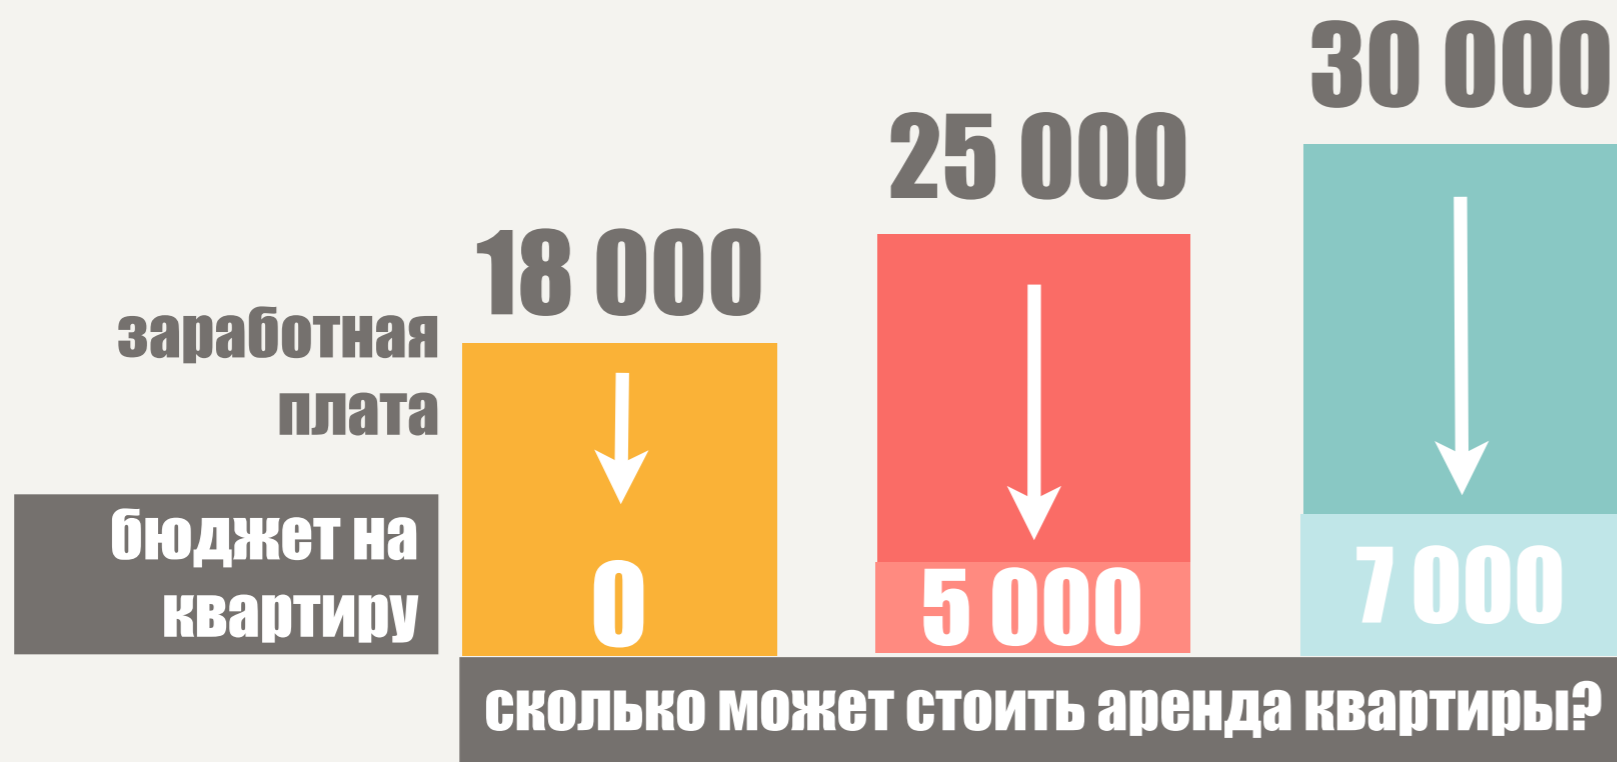 30 000
25 000
18 000
заработная
плата
бюджет на
квартиру
0
5 000
7 000
сколько может стоить аренда квартиры?